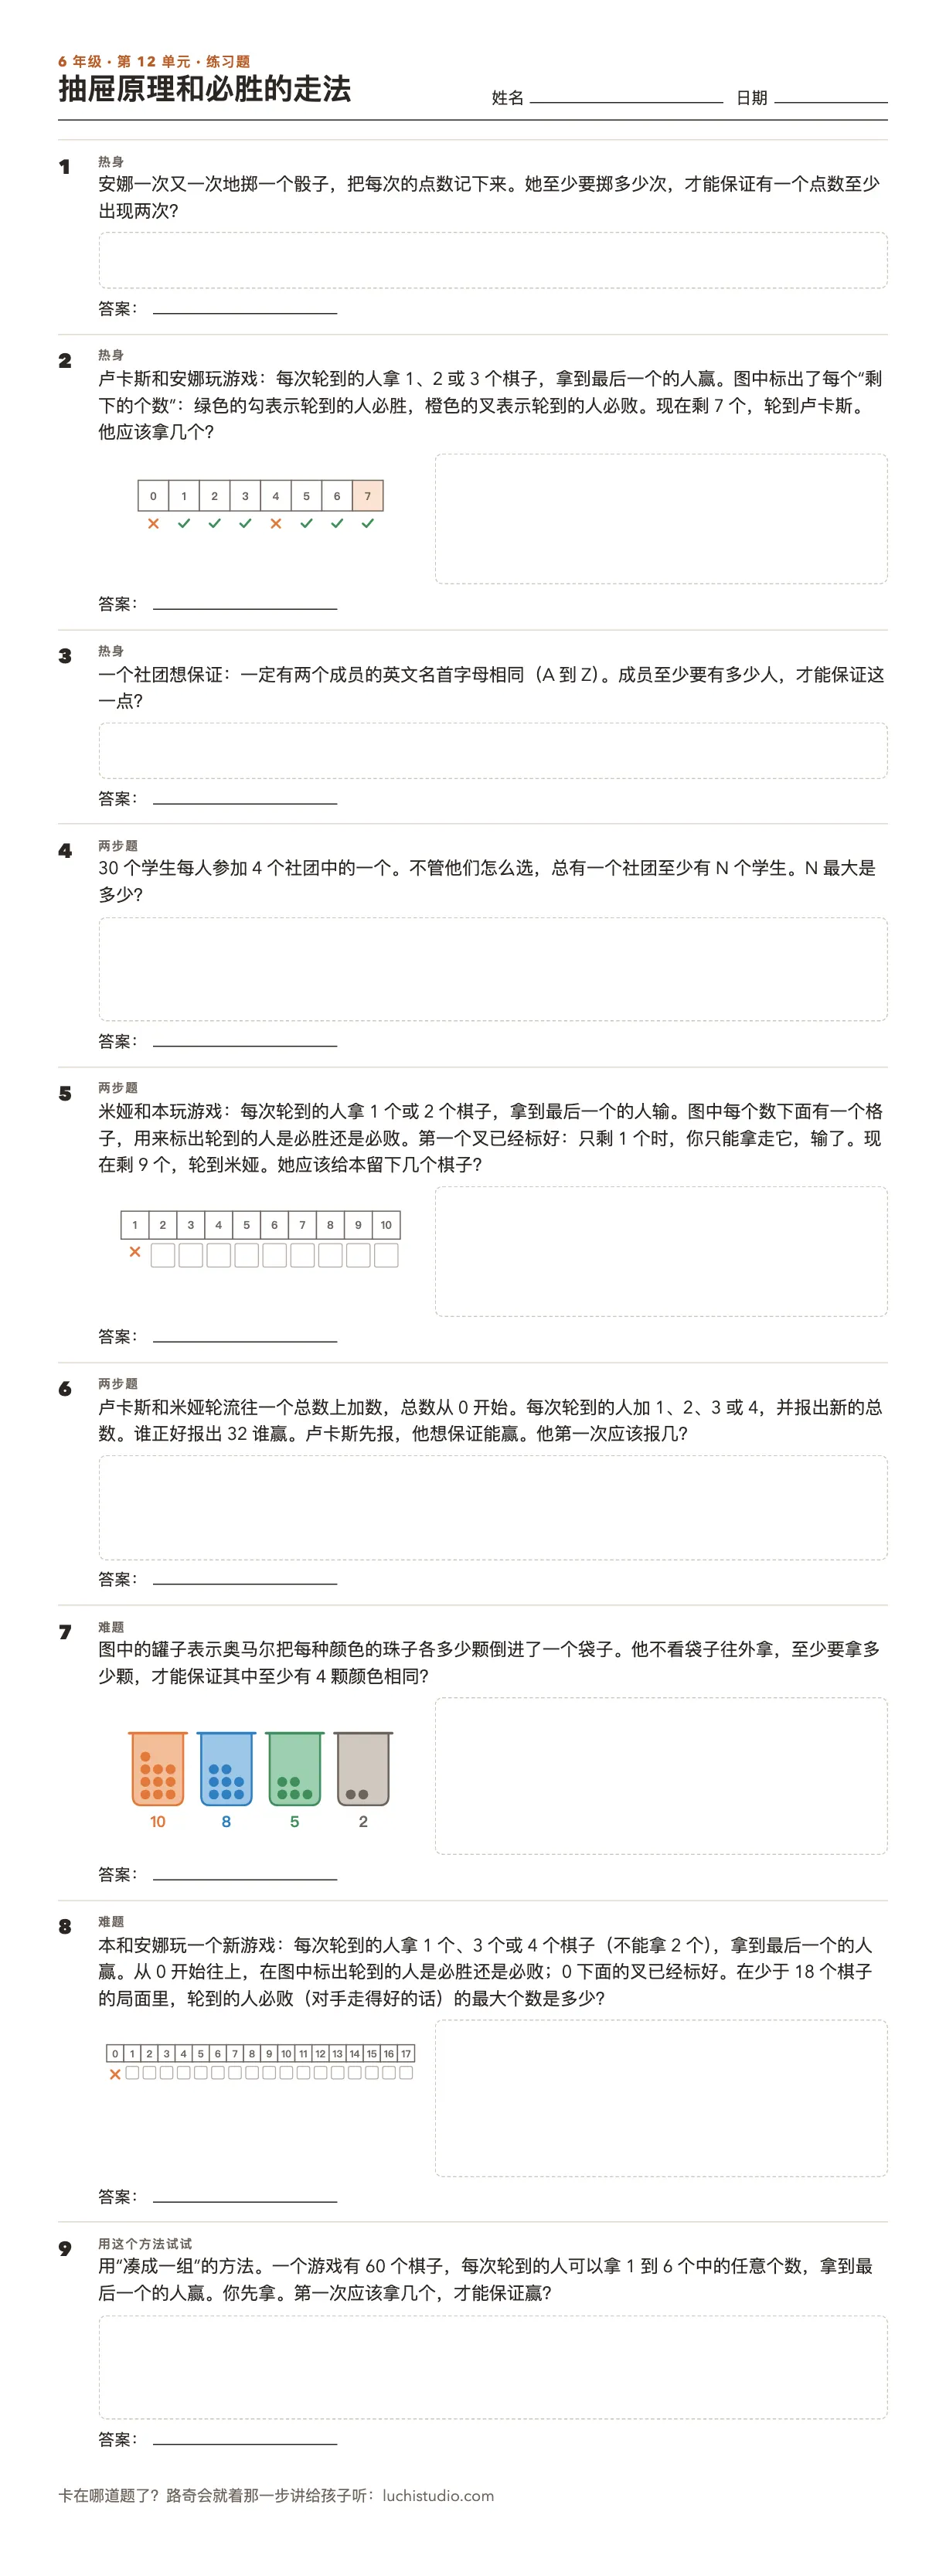 6 年级·第 12 单元·练习题
抽屉原理和必胜的走法
姓名
日期
1
热身
安娜一次又一次地掷一个骰子，把每次的点数记下来。她至少要掷多少次，才能保证有一个点数至少
出现两次？
答案：
2
热身
卢卡斯和安娜玩游戏：每次轮到的人拿 1、2 或 3 个棋子，拿到最后一个的人赢。图中标出了每个“剩
下的个数”：绿色的勾表示轮到的人必胜，橙色的叉表示轮到的人必败。现在剩 7 个，轮到卢卡斯。
他应该拿几个？
0 1 2 3 4 5 6 7
答案：
3
热身
一个社团想保证：一定有两个成员的英文名首字母相同（A 到 Z）。成员至少要有多少人，才能保证这
一点？
答案：
4
两步题
30 个学生每人参加 4 个社团中的一个。不管他们怎么选，总有一个社团至少有 N 个学生。N 最大是
多少？
答案：
5
两步题
米娅和本玩游戏：每次轮到的人拿 1 个或 2 个棋子，拿到最后一个的人输。图中每个数下面有一个格
子，用来标出轮到的人是必胜还是必败。第一个叉已经标好：只剩 1 个时，你只能拿走它，输了。现
在剩 9 个，轮到米娅。她应该给本留下几个棋子？
1 2 3 4 5 6 7 8 9 10
答案：
6
两步题
卢卡斯和米娅轮流往一个总数上加数，总数从 0 开始。每次轮到的人加 1、2、3 或 4，并报出新的总
数。谁正好报出 32 谁赢。卢卡斯先报，他想保证能赢。他第一次应该报几？
答案：
7
难题
图中的罐子表示奥马尔把每种颜色的珠子各多少颗倒进了一个袋子。他不看袋子往外拿，至少要拿多
少颗，才能保证其中至少有 4 颗颜色相同？
10 8 5 2
答案：
8
难题
本和安娜玩一个新游戏：每次轮到的人拿 1 个、3 个或 4 个棋子（不能拿 2 个），拿到最后一个的人
赢。从 0 开始往上，在图中标出轮到的人是必胜还是必败；0 下面的叉已经标好。在少于 18 个棋子
的局面里，轮到的人必败（对手走得好的话）的最大个数是多少？
0 1 2 3 4 5 6 7 8 9 10 11 12 13 14 15 16 17
答案：
9
用这个方法试试
用“凑成一组”的方法。一个游戏有 60 个棋子，每次轮到的人可以拿 1 到 6 个中的任意个数，拿到最
后一个的人赢。你先拿。第一次应该拿几个，才能保证赢？
答案：
卡在哪道题了？路奇会就着那一步讲给孩子听：luchistudio.com